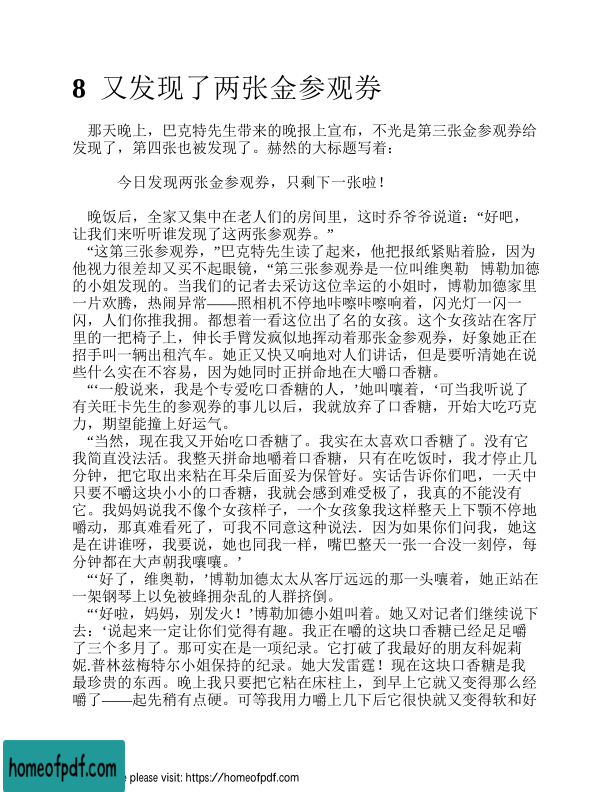 8 又发现了两张金参观券
那天晚上，巴克特先生带来的晚报上宣布，不光是第三张金参观券给
发现了，第四张也被发现了。赫然的大标题写着：
今日发现两张金参观券，只剩下一张啦！
晚饭后，全家又集中在老人们的房间里，这时乔爷爷说道：“好吧，
让我们来听听谁发现了这两张参观券。”
“这第三张参观券，”巴克特先生读了起来，他把报纸紧贴着脸，因为
他视力很差却又买不起眼镜，“第三张参观券是一位叫维奥勒 博勒加德
的小姐发现的。当我们的记者去采访这位幸运的小姐时，博勒加德家里
一片欢腾，热闹异常——照相机不停地咔嚓咔嚓响着，闪光灯一闪一
闪，人们你推我拥。都想着一看这位出了名的女孩。这个女孩站在客厅
里的一把椅子上，伸长手臂发疯似地挥动着那张金参观券，好象她正在
招手叫一辆出租汽车。她正又快又响地对人们讲话，但是要听清她在说
些什么实在不容易，因为她同时正拼命地在大嚼口香糖。
“‘一般说来，我是个专爱吃口香糖的人，’她叫嚷着，‘可当我听说了
有关旺卡先生的参观券的事儿以后，我就放弃了口香糖，开始大吃巧克
力，期望能撞上好运气。
“当然，现在我又开始吃口香糖了。我实在太喜欢口香糖了。没有它
我简直没法活。我整天拼命地嚼着口香糖，只有在吃饭时，我才停止几
分钟，把它取出来粘在耳朵后面妥为保管好。实话告诉你们吧，一天中
只要不嚼这块小小的口香糖，我就会感到难受极了，我真的不能没有
它。我妈妈说我不像个女孩样子，一个女孩象我这样整天上下颚不停地
嚼动，那真难看死了，可我不同意这种说法．因为如果你们问我，她这
是在讲谁呀，我要说，她也同我一样，嘴巴整天一张一合没一刻停，每
分钟都在大声朝我嚷嚷。’
“‘好了，维奥勒，’博勒加德太太从客厅远远的那一头嚷着，她正站在
一架钢琴上以免被蜂拥杂乱的人群挤倒。
“‘好啦，妈妈，别发火！’博勒加德小姐叫着。她又对记者们继续说下
去：‘说起来一定让你们觉得有趣。我正在嚼的这块口香糖已经足足嚼
了三个多月了。那可实在是一项纪录。它打破了我最好的朋友科妮莉
妮.普林兹梅特尔小姐保持的纪录。她大发雷霆！现在这块口香糖是我
最珍贵的东西。晚上我只要把它粘在床柱上，到早上它就又变得那么经
嚼了——起先稍有点硬。可等我用力嚼上几下后它很快就又变得软和好
homeofpdf.com
please visit: https://homeofpdf.com